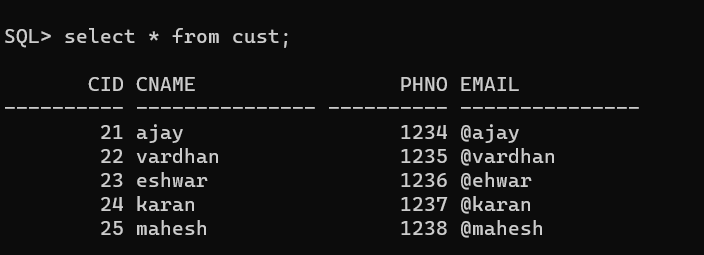 SQL> select * from cust;
CID CNAME PHNO EMAIL
---------- --------------- ---------- ---------------
21 ajay 1234 @ajay
22 vardhan 1235 @vardhan
23 eshwar 1236 @ehwar
24 karan 1237 @karan
25 mahesh 1238 @mahesh